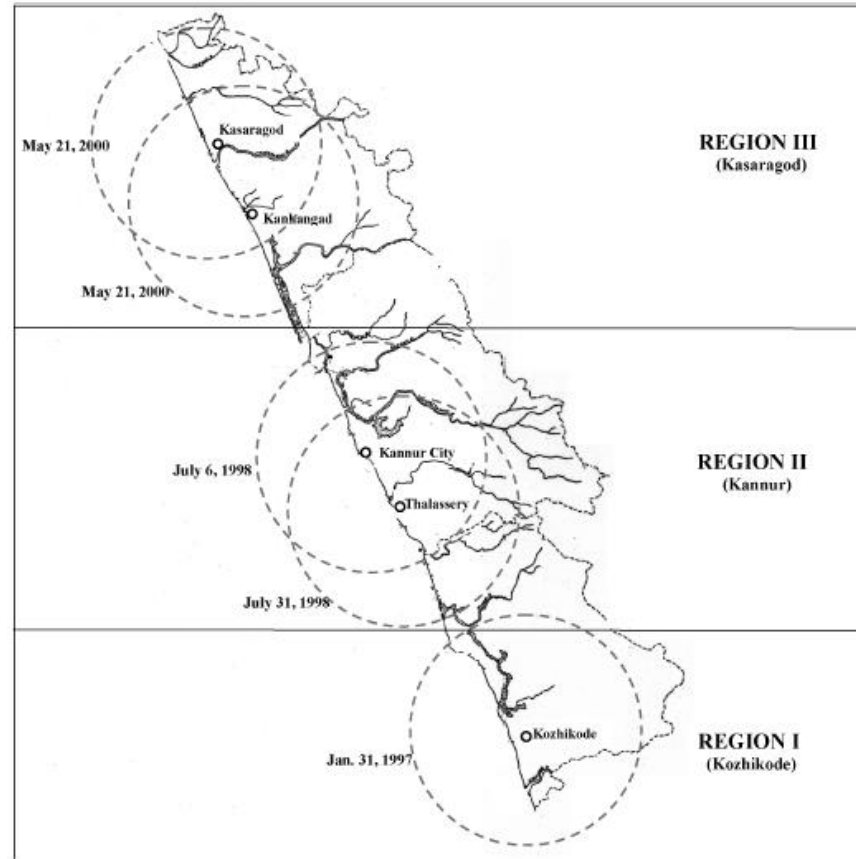 Kasaragod
May 21, 2000
REGION III
(Kasaragod)
Kanhangad
May 21, 2000
Kannur City
July 6, 1998
REGION II
(Kannur)
Thalassery
July 31, 1998
Kozhikode
REGION I
(Kozhikode)
Jan. 31, 1997